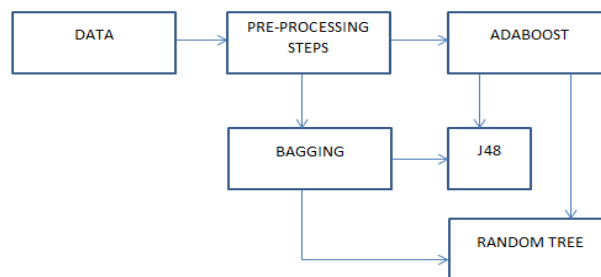 DATA
PRE-PROCESSING
STEPS
ADABOOST
BAGGING
J48
RANDOM TREE